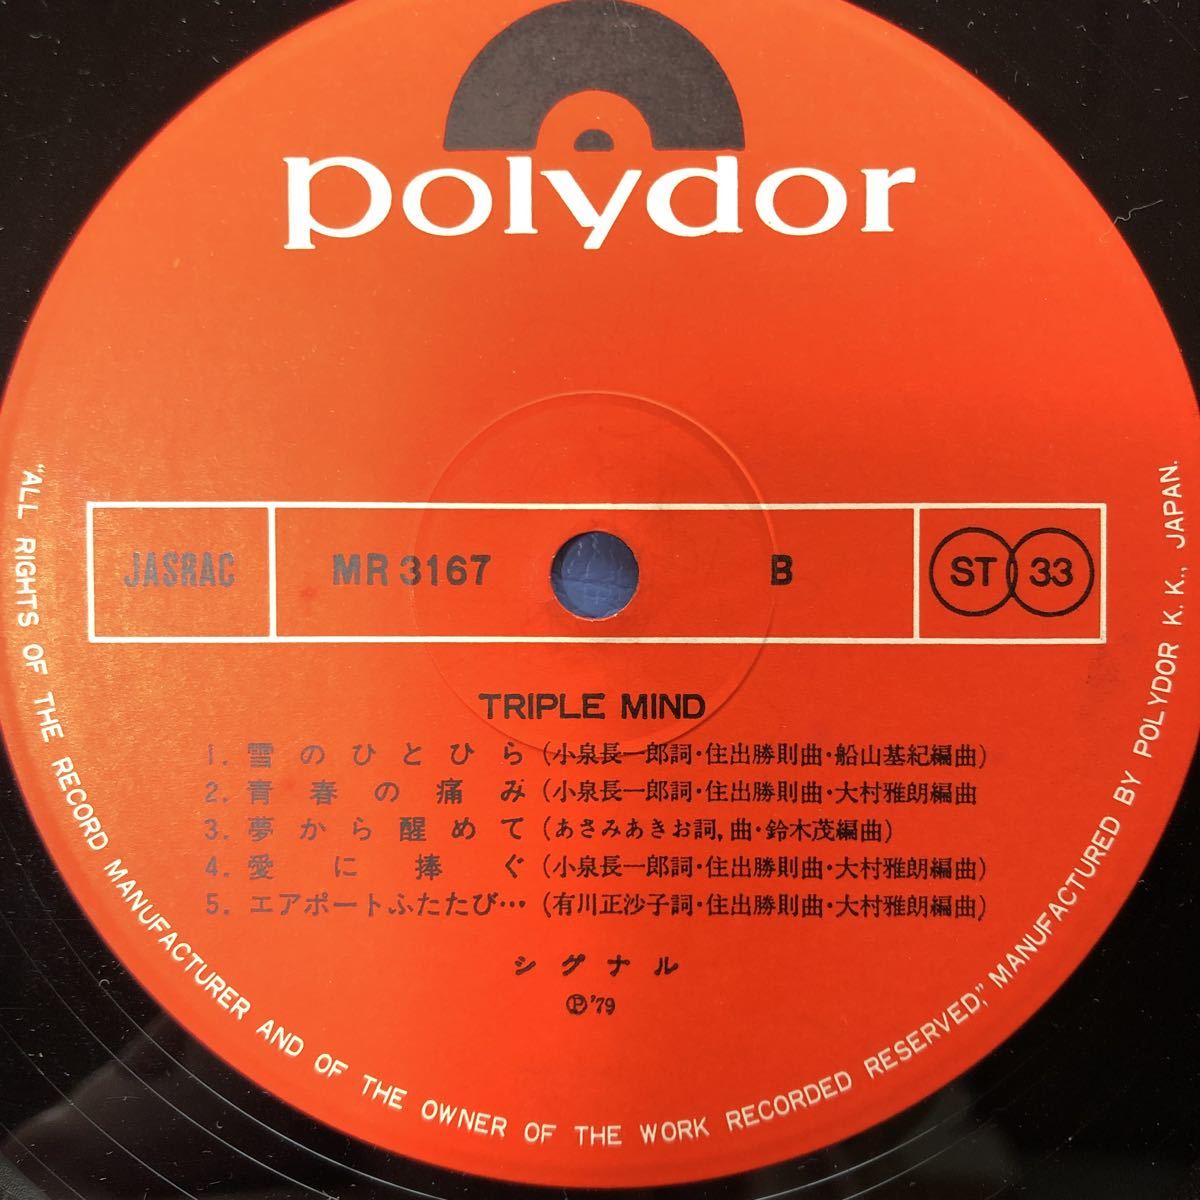 polydor
JASRAC MR 3167 B ST 33
TRIPLE MIND
1. 雪のひとひら (小泉長一郎詞・住出勝則曲・船山基紀編曲)
2. 青春の痛み (小泉長一郎詞・住出勝則曲・大村雅朗編曲
3. 夢から醒めて (あさみあきお詞,曲・鈴木茂編曲)
4. 愛に捧ぐ (小泉長一郎詞・住出勝則曲・大村雅朗編曲)
5. エアポートふたたび… (有川正沙子詞・住出勝則曲・大村雅朗編曲)
シグナル
Ⓟ'79
"ALL RIGHTS OF THE RECORD MANUFACTURER AND OF THE OWNER OF THE WORK RECORDED RESERVED," MANUFACTURED BY POLYDOR K.K., JAPAN.